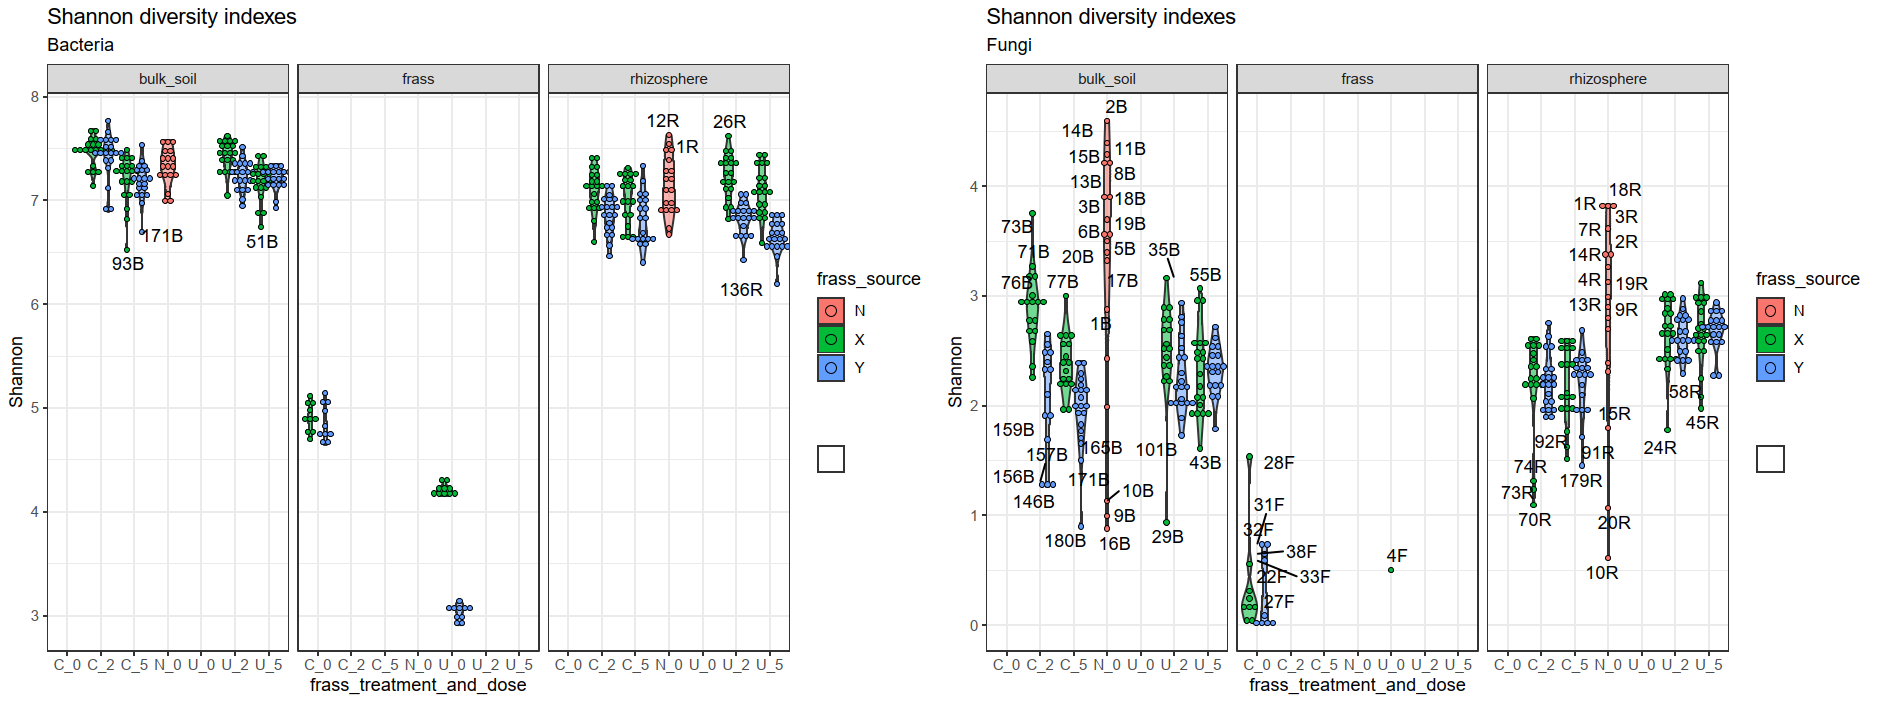 Shannon diversity indexes
Bacteria
bulk_soil
frass
rhizosphere
8
7
6
5
4
3
Shannon
171B
93B
51B
12R
1R
26R
136R
C_0 C_2 C_5 N_0 U_0 U_2 U_5
C_0 C_2 C_5 N_0 U_0 U_2 U_5
C_0 C_2 C_5 N_0 U_0 U_2 U_5
frass_treatment_and_dose
frass_source
N
X
Y
Shannon diversity indexes
Fungi
bulk_soil
frass
rhizosphere
4
3
2
1
0
Shannon
2B
14B
11B
15B
8B
13B
18B
3B
19B
6B
5B
20B
17B
1B
73B
71B
76B
77B
35B
55B
159B
157B
165B
101B
43B
156B
171B
146B
10B
9B
180B
16B
29B
28F
31F
32F
38F
22F
33F
27F
4F
18R
1R
3R
7R
2R
14R
4R
19R
13R
9R
15R
58R
45R
92R
91R
24R
74R
179R
73R
70R
20R
10R
C_0 C_2 C_5 N_0 U_0 U_2 U_5
C_0 C_2 C_5 N_0 U_0 U_2 U_5
C_0 C_2 C_5 N_0 U_0 U_2 U_5
frass_treatment_and_dose
frass_source
N
X
Y